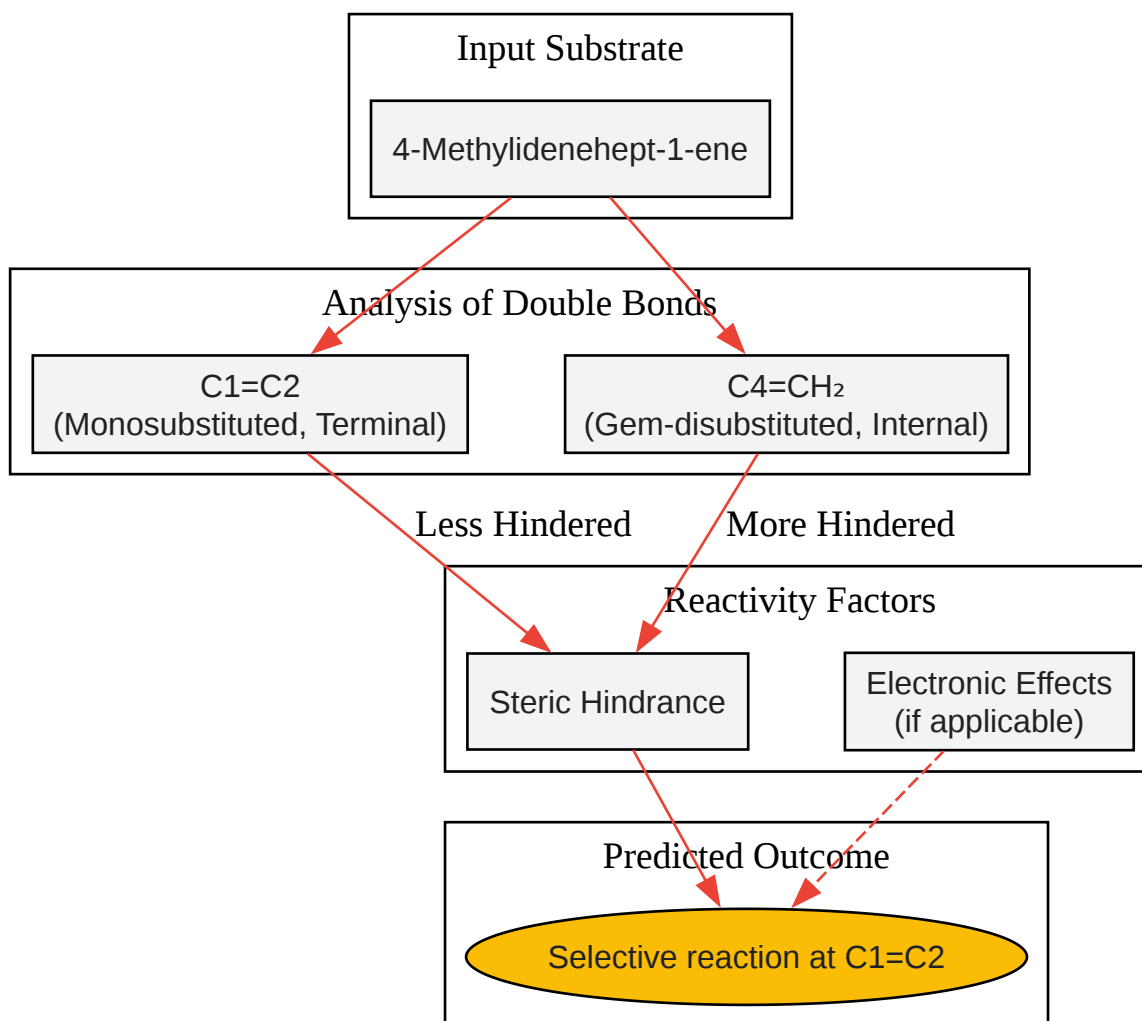 Input Substrate
4-Methylidenehept-1-ene
Analysis of Double Bonds
C1=C2
(Monosubstituted, Terminal)
C4=CH₂
(Gem-disubstituted, Internal)
Less Hindered
More Hindered
Reactivity Factors
Steric Hindrance
Electronic Effects
(if applicable)
Predicted Outcome
Selective reaction at C1=C2